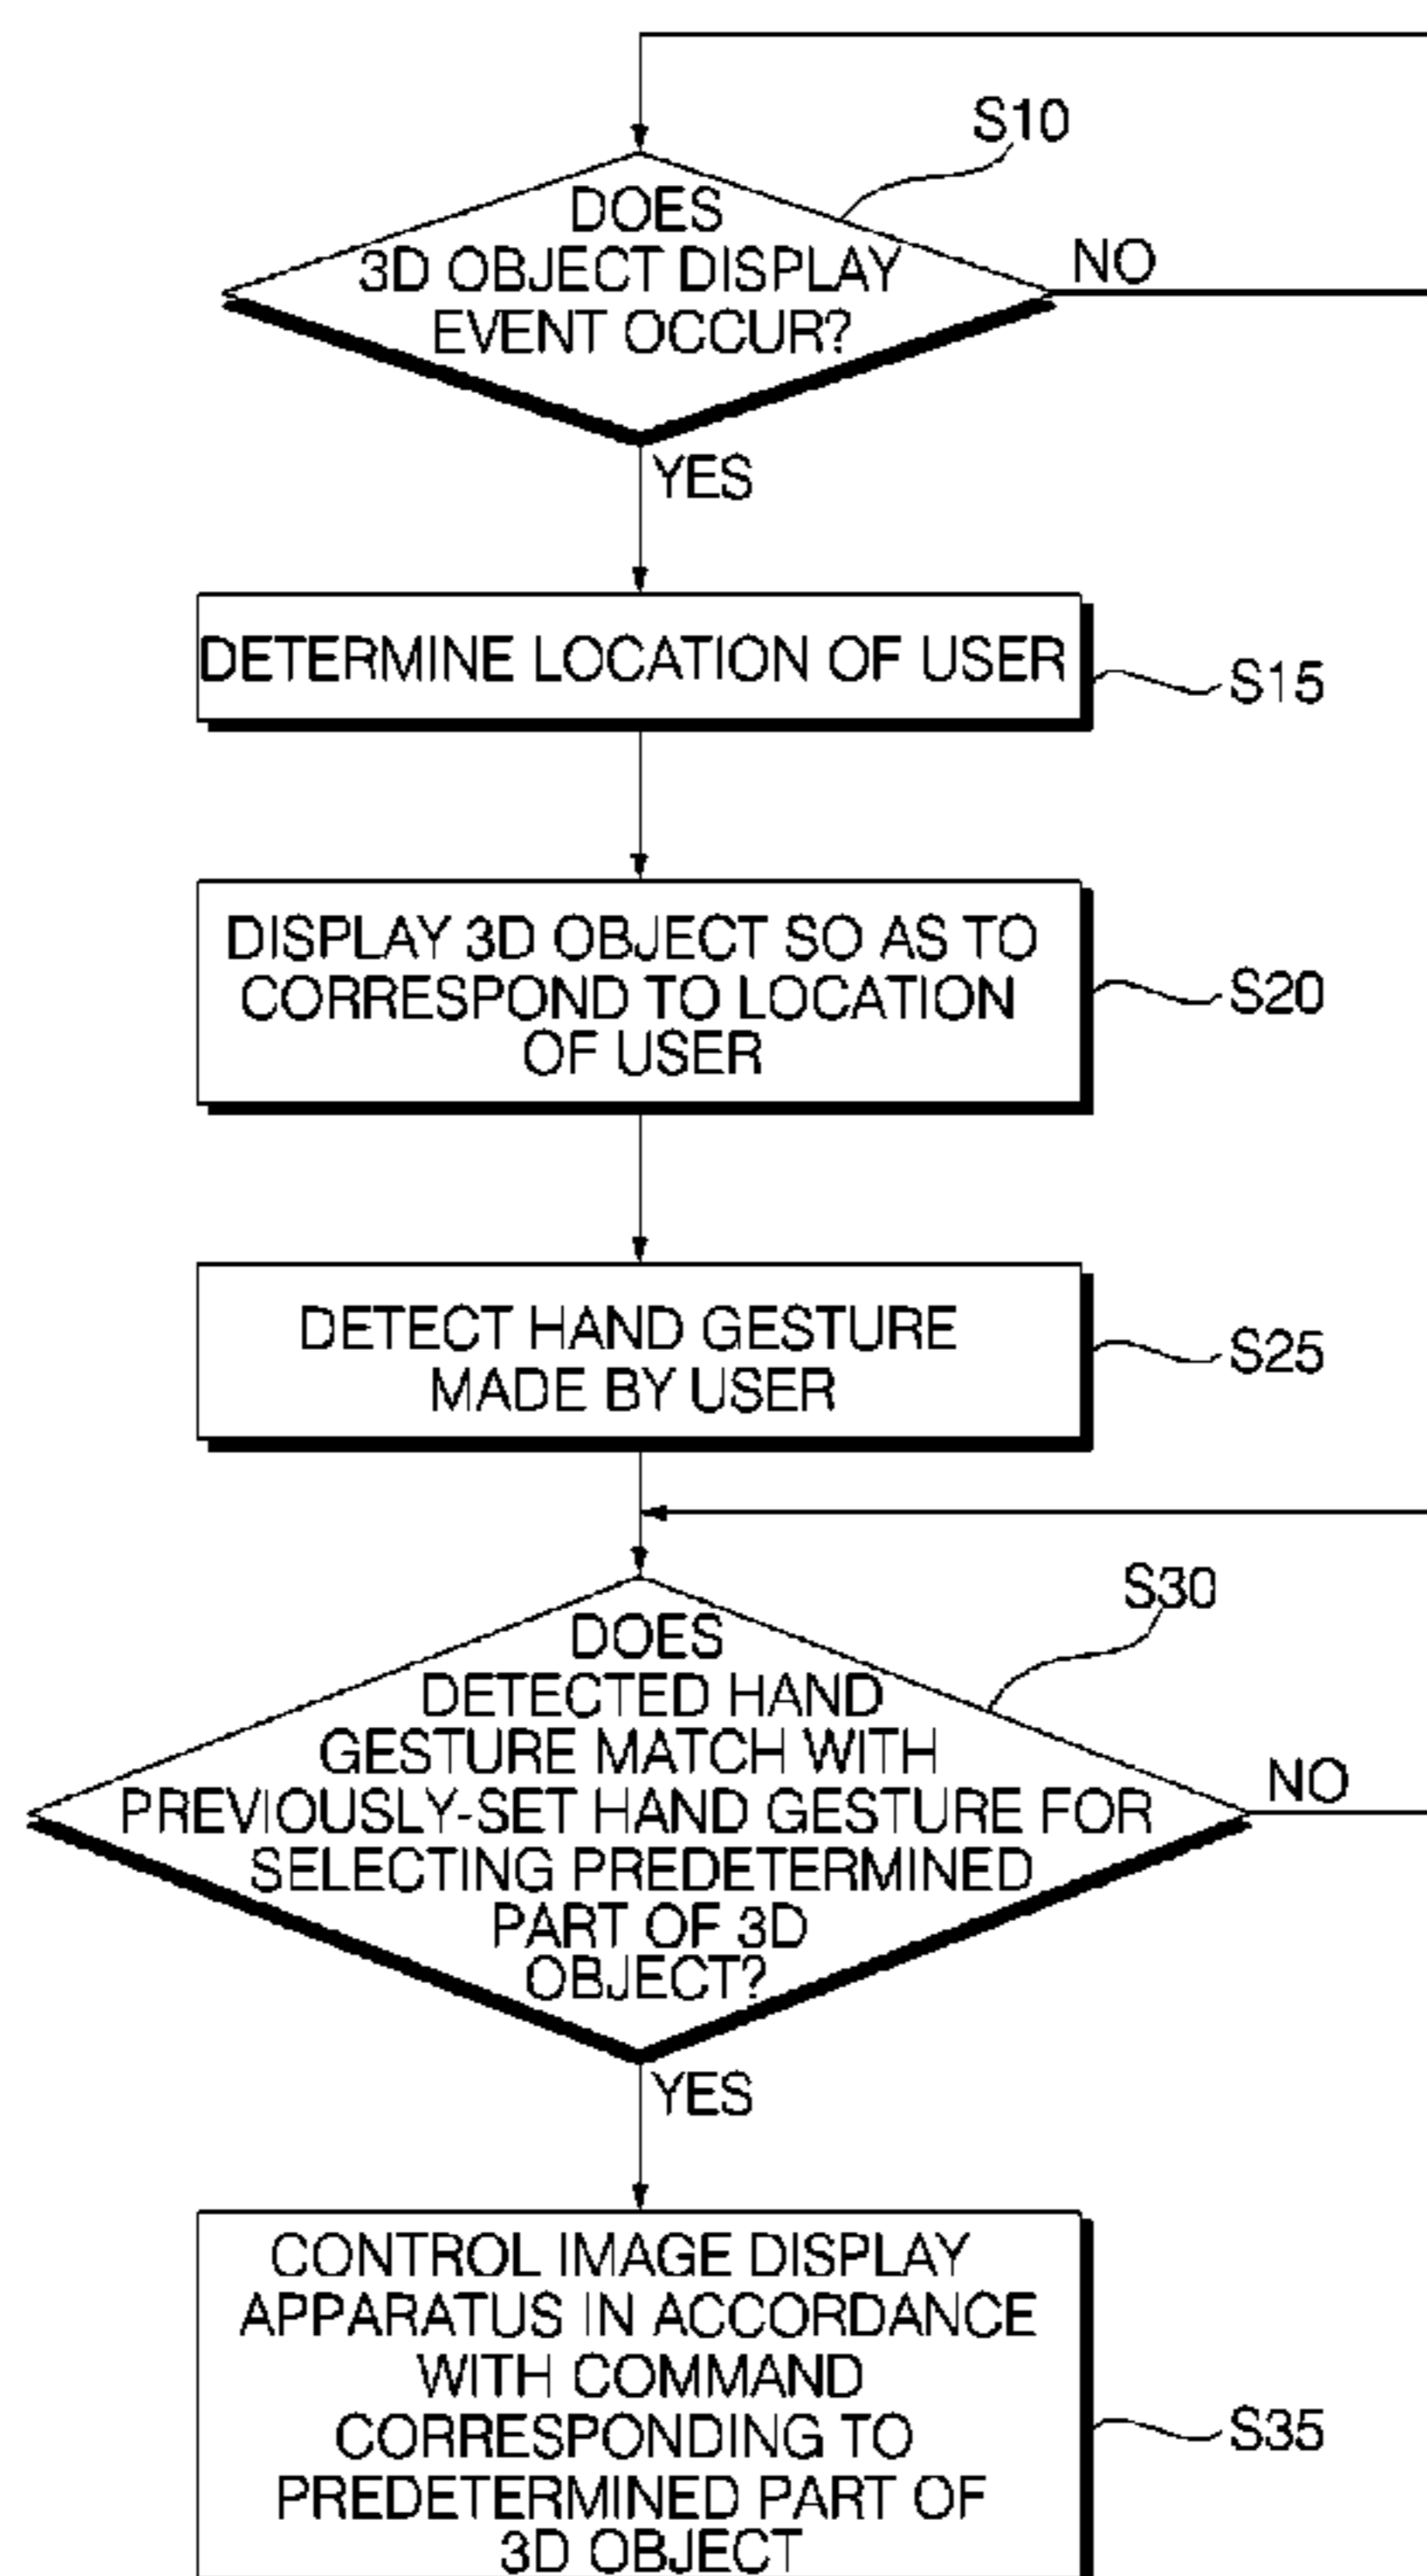 S10
DOES
3D OBJECT DISPLAY
EVENT OCCUR?
NO
YES
DETERMINE LOCATION OF USER
S15
DISPLAY 3D OBJECT SO AS TO
CORRESPOND TO LOCATION
OF USER
S20
DETECT HAND GESTURE
MADE BY USER
S25
S30
DOES
DETECTED HAND
GESTURE MATCH WITH
PREVIOUSLY-SET HAND GESTURE FOR
SELECTING PREDETERMINED
PART OF 3D
OBJECT?
NO
YES
CONTROL IMAGE DISPLAY
APPARATUS IN ACCORDANCE
WITH COMMAND
CORRESPONDING TO
PREDETERMINED PART OF
3D OBJECT
S35